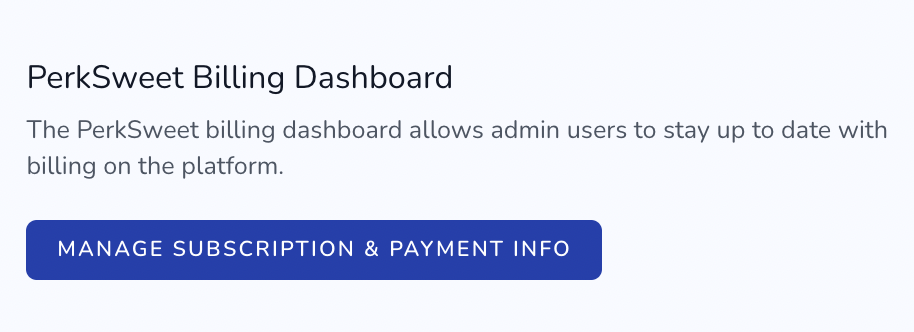 PerkSweet Billing Dashboard
The PerkSweet billing dashboard allows admin users to stay up to date with
billing on the platform.
MANAGE SUBSCRIPTION & PAYMENT INFO